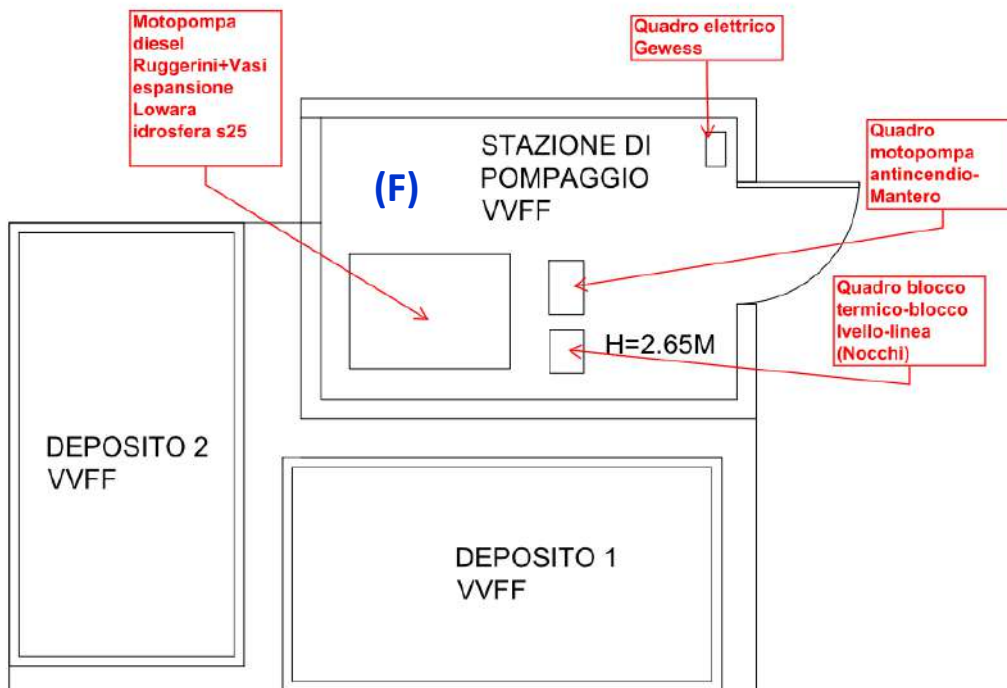 Motopompa
diesel
Ruggerini+Vasi
espansione
Lowara
idrosfera s25
Quadro elettrico
Gewess
Quadro
motopompa
antincendio-
Mantero
(F)
STAZIONE DI
POMPAGGIO
VVFF
Quadro blocco
termico-blocco
lvello-linea
(Nocchi)
H=2.65M
DEPOSITO 2
VVFF
DEPOSITO 1
VVFF